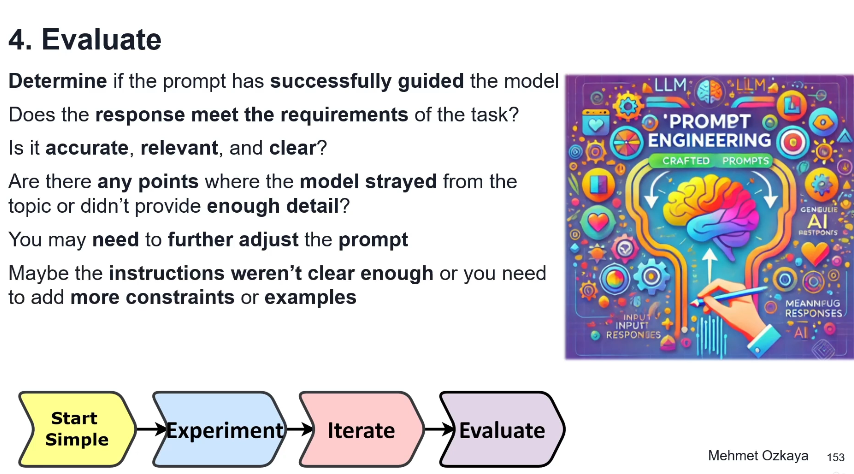 4. Evaluate
Determine if the prompt has successfully guided the model
Does the response meet the requirements of the task?
Is it accurate, relevant, and clear?
Are there any points where the model strayed from the
topic or didn't provide enough detail?
You may need to further adjust the prompt
Maybe the instructions weren't clear enough or you need
to add more constraints or examples
LLM
'PROMPT
ENGINEERING
CRAFTED PROMPTS
AI
MEANNFUG
RESPONSES
INPUT
INPUTT
RESPONSES
AI
Start
Simple
Experiment
Iterate
Evaluate
Mehmet Ozkaya
153